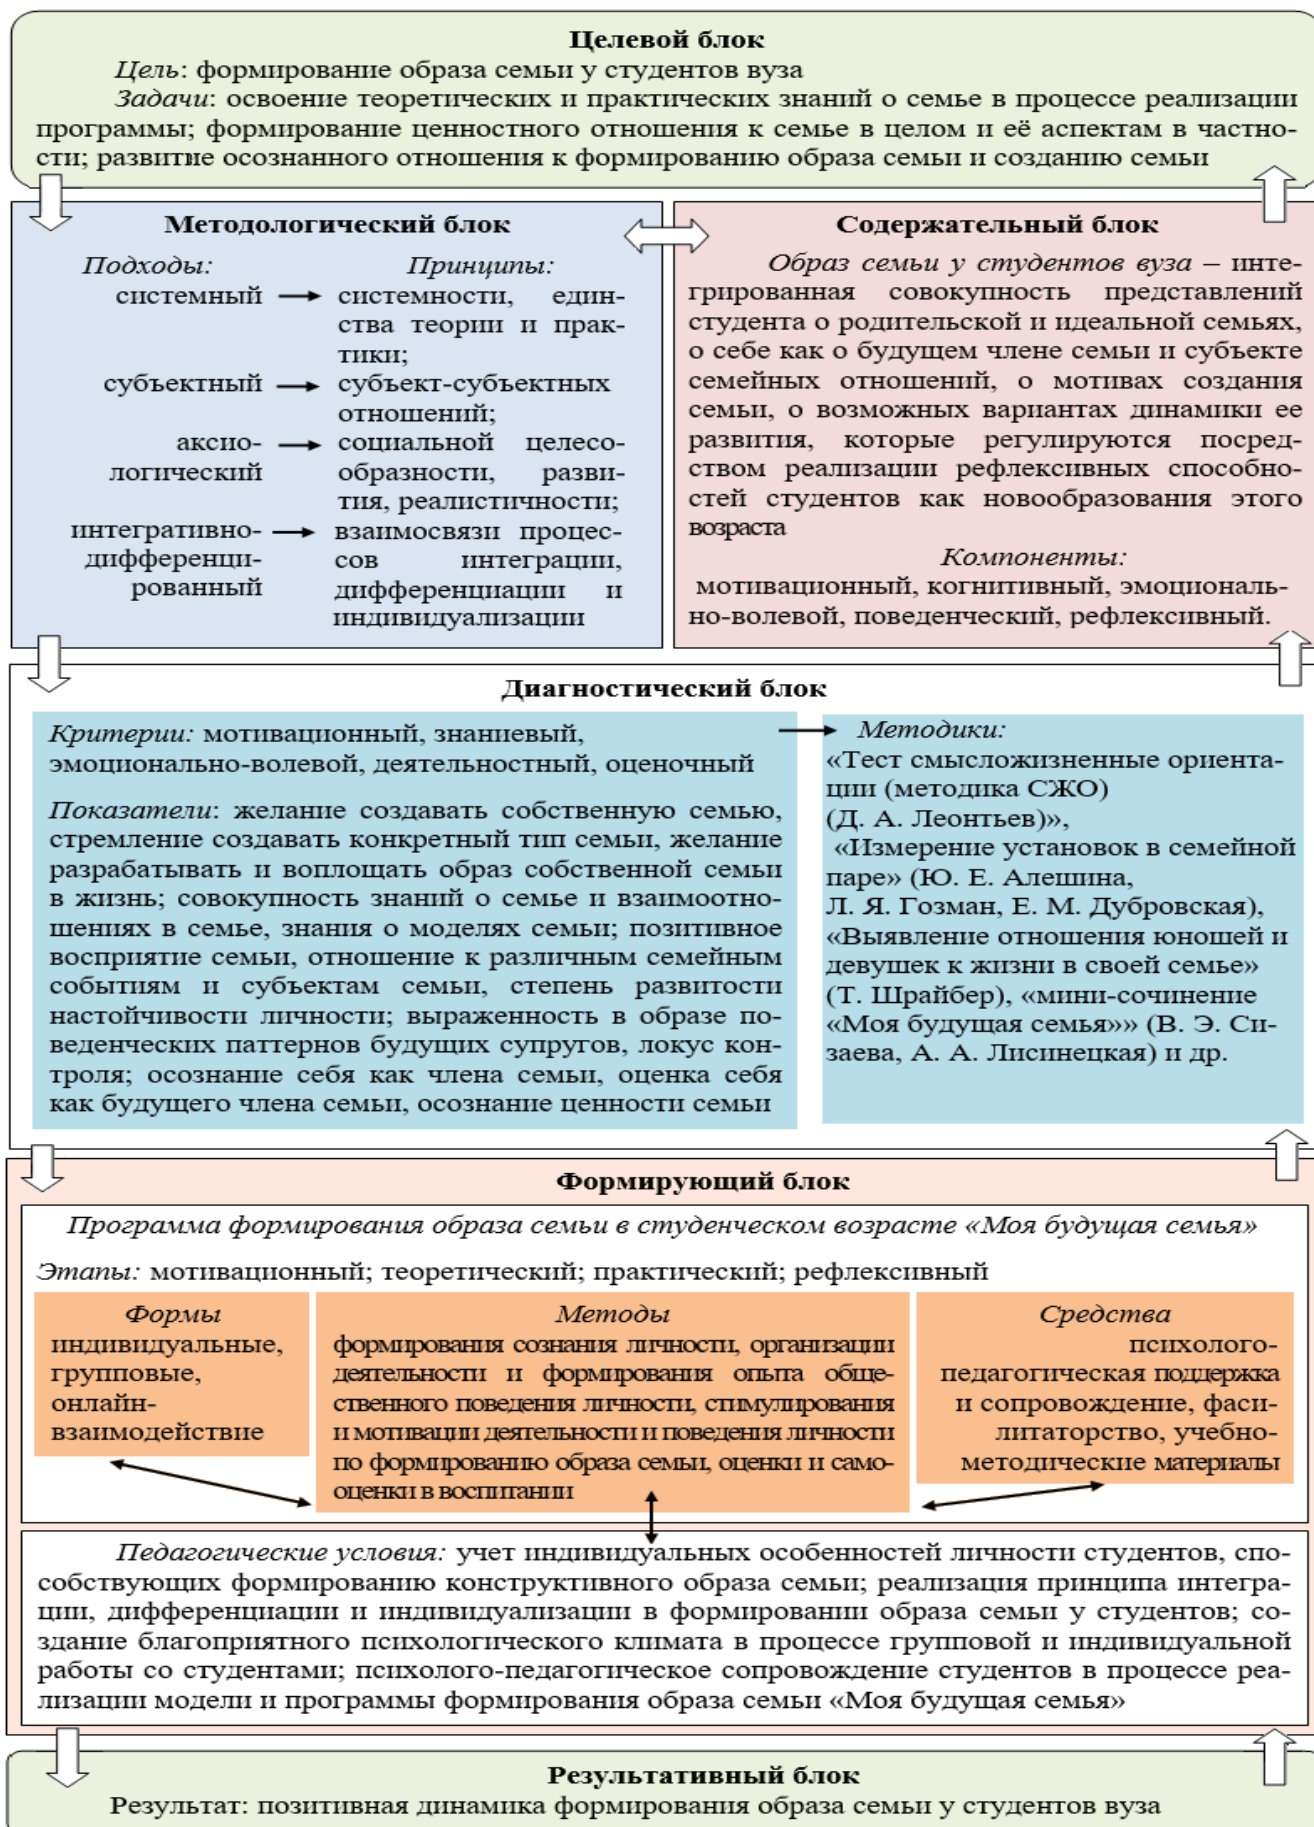 Целевой блок
Цель: формирование образа семьи у студентов вуза
Задачи: освоение теоретических и практических знаний о семье в процессе реализации
программы; формирование ценностного отношения к семье в целом и её аспектам в частно-
сти; развитие осознанного отношения к формированию образа семьи и созданию семьи
Методологический блок
Подходы: Принципы:
системный системности, един-
ства теории и прак-
тики;
субъектный субъект-субъектных
отношений;
аксио- социальной целесо-
логический образности, разви-
тия, реалистичности;
интегративно- взаимосвязи процес-
дифференци- сов интеграции,
рованный дифференциации и
индивидуализации
Содержательный блок
Образ семьи у студентов вуза – инте-
грированная совокупность представлений
студента о родительской и идеальной семьях,
о себе как о будущем члене семьи и субъекте
семейных отношений, о мотивах создания
семьи, о возможных вариантах динамики ее
развития, которые регулируются посред-
ством реализации рефлексивных способно-
стей студентов как новообразования этого
возраста
Компоненты:
мотивационный, когнитивный, эмоциональ-
но-волевой, поведенческий, рефлексивный.
Диагностический блок
Критерии: мотивационный, знаниевый,
эмоционально-волевой, деятельностный, оценочный
Показатели: желание создавать собственную семью,
стремление создавать конкретный тип семьи, желание
разрабатывать и воплощать образ собственной семьи
в жизнь; совокупность знаний о семье и взаимоотно-
шениях в семье, знания о моделях семьи; позитивное
восприятие семьи, отношение к различным семейным
событиям и субъектам семьи, степень развитости
настойчивости личности; выраженность в образе по-
веденческих паттернов будущих супругов, локус кон-
троля; осознание себя как члена семьи, оценка себя
как будущего члена семьи, осознание ценности семьи
Методики:
«Тест смысложизненные ориента-
ции (методика СЖО)
(Д. А. Леонтьев)»,
«Измерение установок в семейной
паре» (Ю. Е. Алешина,
Л. Я. Гозман, Е. М. Дубровская),
«Выявление отношения юношей и
девушек к жизни в своей семье»
(Т. Шрайбер), «мини-сочинение
«Моя будущая семья»» (В. Э. Си-
заева, А. А. Лисинецкая) и др.
Формирующий блок
Программа формирования образа семьи в студенческом возрасте «Моя будущая семья»
Этапы: мотивационный; теоретический; практический; рефлексивный
Формы
индивидуальные,
групповые,
онлайн-
взаимодействие
Методы
формирования сознания личности, организации
деятельности и формирования опыта обще-
ственного поведения личности, стимулирования
и мотивации деятельности и поведения личности
по формированию образа семьи, оценки и само-
оценки в воспитании
Средства
психолого-
педагогическая поддержка
и сопровождение, фаси-
литаторство, учебно-
методические материалы
Педагогические условия: учет индивидуальных особенностей личности студентов, спо-
собствующих формированию конструктивного образа семьи; реализация принципа интегра-
ции, дифференциации и индивидуализации в формировании образа семьи у студентов; со-
здание благоприятного психологического климата в процессе групповой и индивидуальной
работы со студентами; психолого-педагогическое сопровождение студентов в процессе реа-
лизации модели и программы формирования образа семьи «Моя будущая семья»
Результативный блок
Результат: позитивная динамика формирования образа семьи у студентов вуза